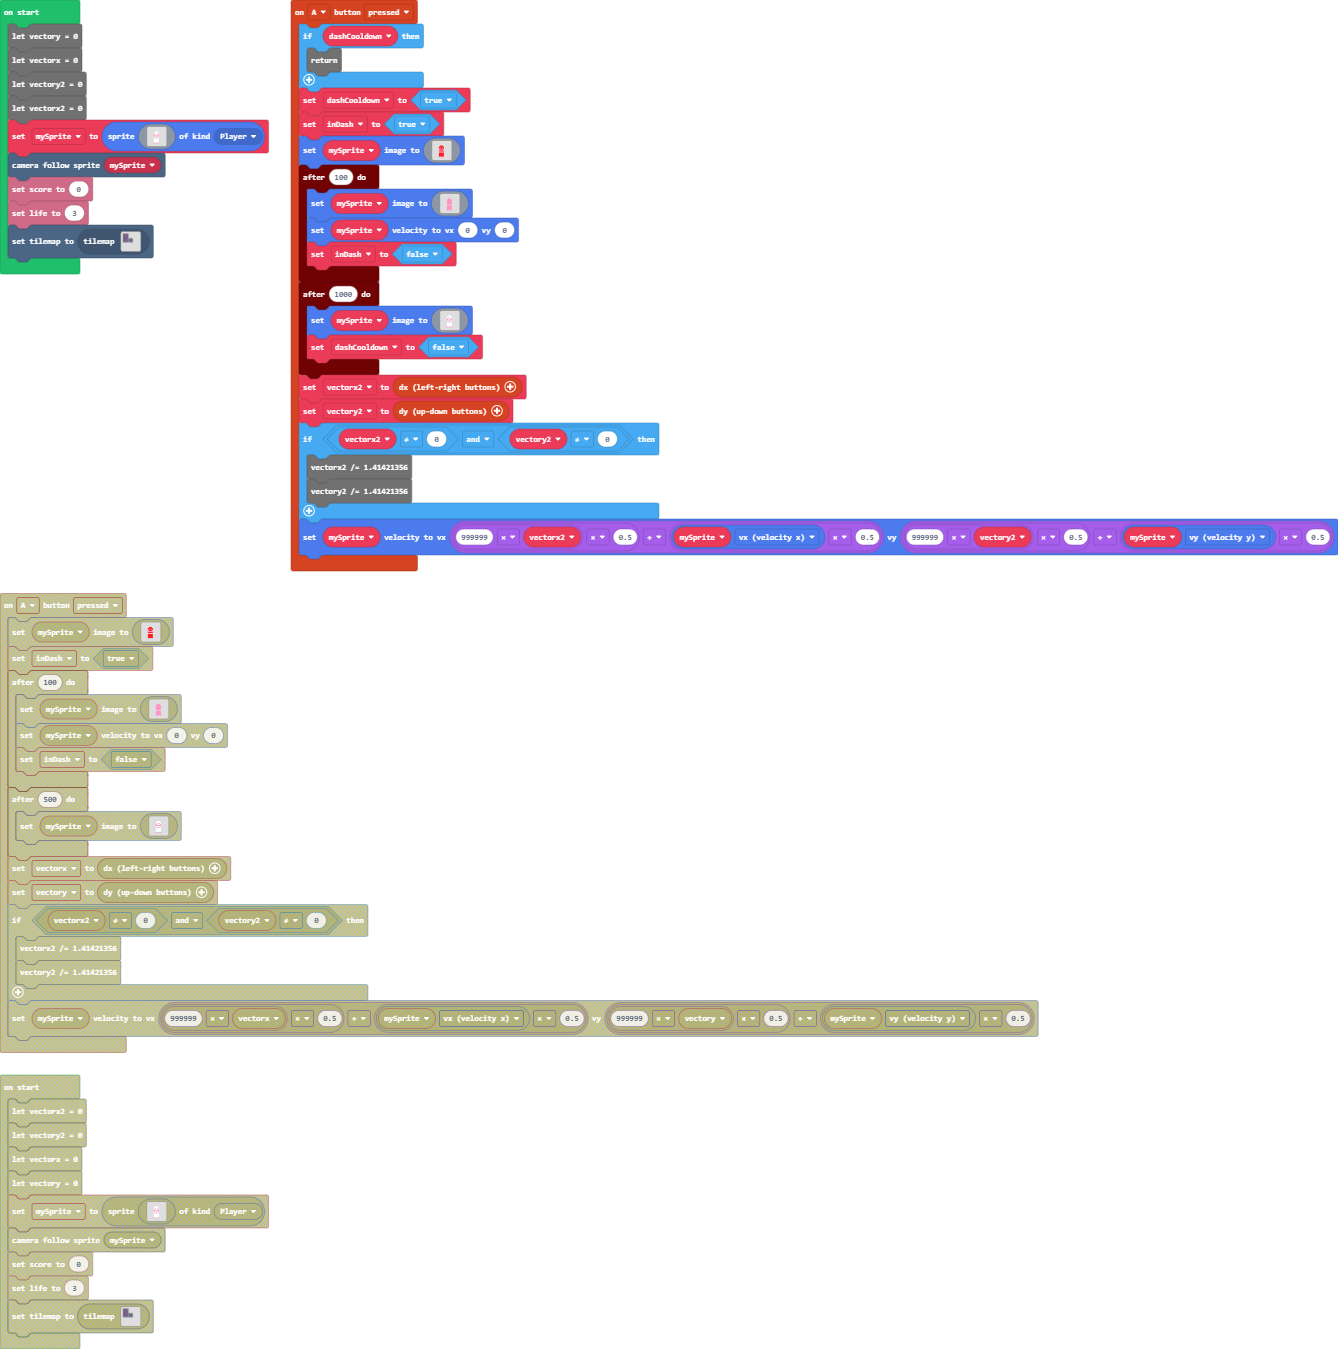 on start
let vectory = 0
let vectorx = 0
let vectory2 = 0
let vectorx2 = 0
set mySprite to sprite of kind Player
camera follow sprite mySprite
set score to 0
set life to 3
set tilemap to tilemap
on A button pressed
if dashCooldown then
return
set dashCooldown to true
set inDash to true
set mySprite image to
after 100 do
set mySprite image to
set mySprite velocity to vx 0 vy 0
set inDash to false
after 1000 do
set mySprite image to
set dashCooldown to false
set vectorx2 to dx (left-right buttons)
set vectory2 to dy (up-down buttons)
if vectorx2 ≠ 0 and vectory2 ≠ 0 then
vectorx2 /= 1.41421356
vectory2 /= 1.41421356
set mySprite velocity to vx 999999 × vectorx2 × 0.5 ÷ mySprite vx (velocity x) × 0.5 vy 999999 × vectory2 × 0.5 ÷ mySprite vy (velocity y) × 0.5
on A button pressed
set mySprite image to
set inDash to true
after 100 do
set mySprite image to
set mySprite velocity to vx 0 vy 0
set inDash to false
after 500 do
set mySprite image to
set vectorx to dx (left-right buttons)
set vectory to dy (up-down buttons)
if vectorx2 ≠ 0 and vectory2 ≠ 0 then
vectorx2 /= 1.41421356
vectory2 /= 1.41421356
set mySprite velocity to vx 999999 × vectorx × 0.5 ÷ mySprite vx (velocity x) × 0.5 vy 999999 × vectory × 0.5 ÷ mySprite vy (velocity y) × 0.5
on start
let vectorx2 = 0
let vectory2 = 0
let vectorx = 0
let vectory = 0
set mySprite to sprite of kind Player
camera follow sprite mySprite
set score to 0
set life to 3
set tilemap to tilemap